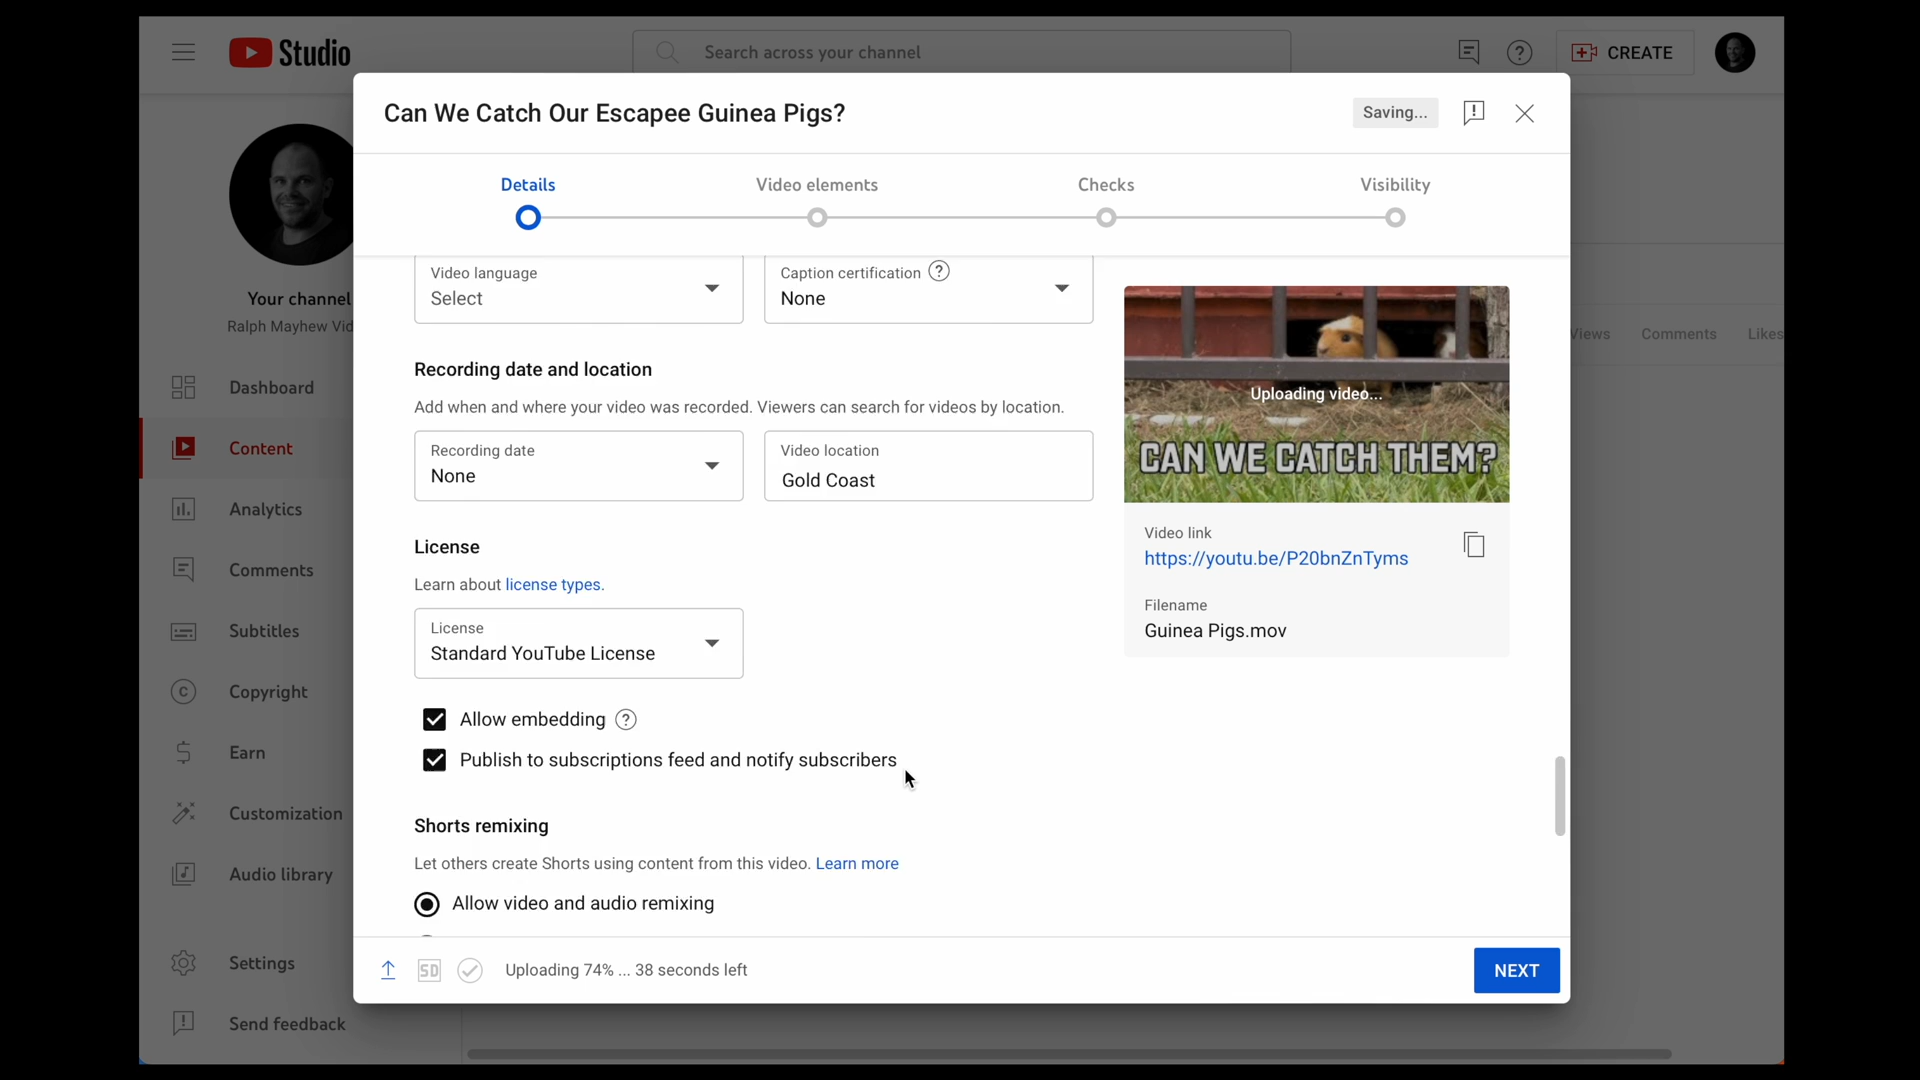 Studio
Search across your channel
CREATE
Can We Catch Our Escapee Guinea Pigs?
Saving...
Details
Video elements
Checks
Visibility
Your channel
Ralph Mayhew Vid
Dashboard
Content
Analytics
Comments
Subtitles
Copyright
Earn
Customization
Audio library
Settings
Send feedback
Video language
Select
Caption certification
None
Recording date and location
Add when and where your video was recorded. Viewers can search for videos by location.
Recording date
None
Video location
Gold Coast
License
Learn about license types.
License
Standard YouTube License
Allow embedding
Publish to subscriptions feed and notify subscribers
Shorts remixing
Let others create Shorts using content from this video. Learn more
Allow video and audio remixing
Uploading video...
CAN WE CATCH THEM?
Video link
https://youtu.be/P20bnZnTyms
Filename
Guinea Pigs.mov
Views
Comments
Likes
SD
Uploading 74% ... 38 seconds left
NEXT